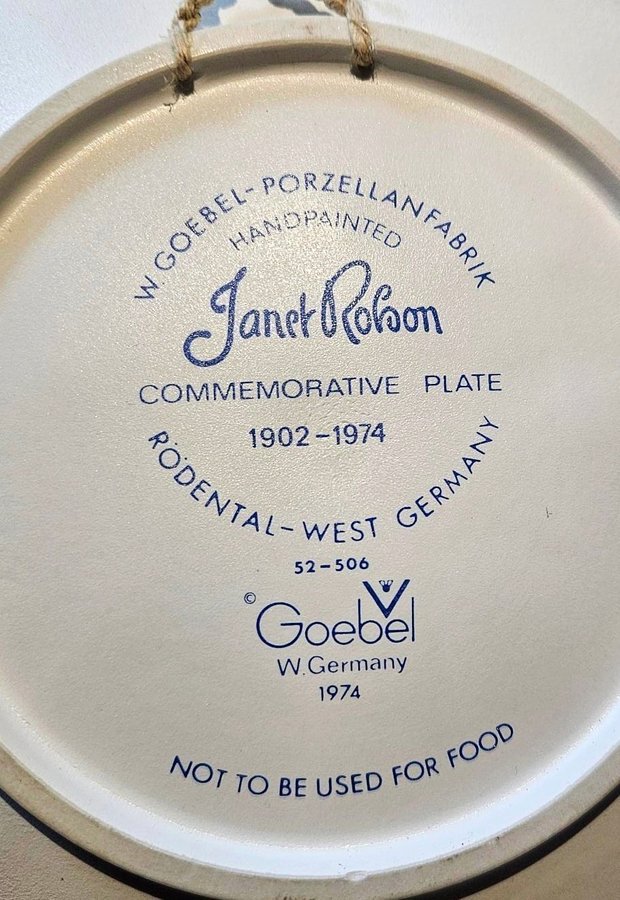 W. GOEBEL-PORZELLANFABRIK
HANDPAINTED
Janet Robson
COMMEMORATIVE PLATE
1902-1974
RÖDENTAL-WEST GERMANY
52-506
© Goebel
W. Germany
1974
NOT TO BE USED FOR FOOD